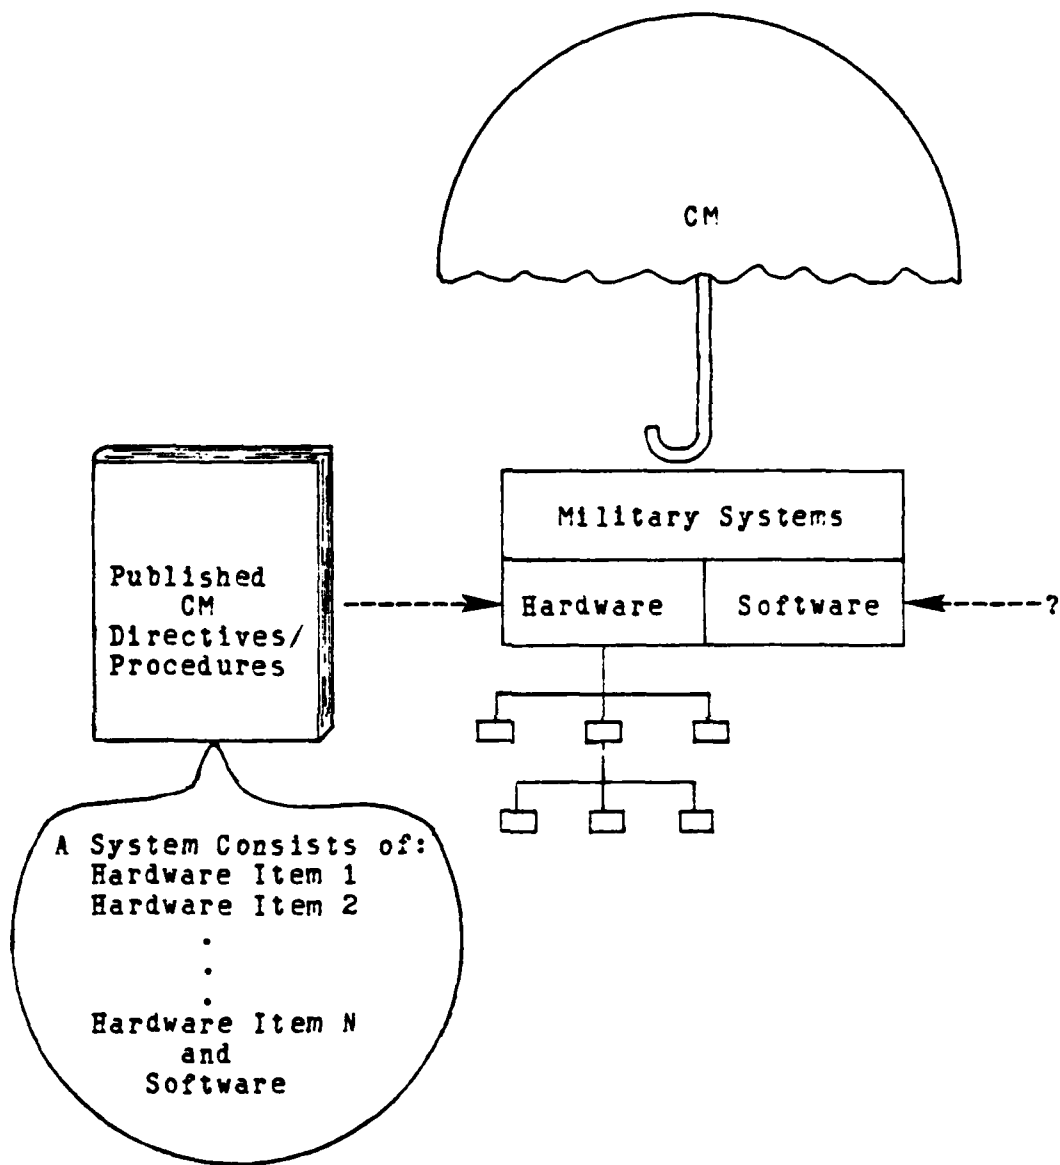 CM
Military Systems
Hardware
Software
?
Published
CM
Directives/
Procedures
A System Consists of:
Hardware Item 1
Hardware Item 2
.
.
.
Hardware Item N
and
Software